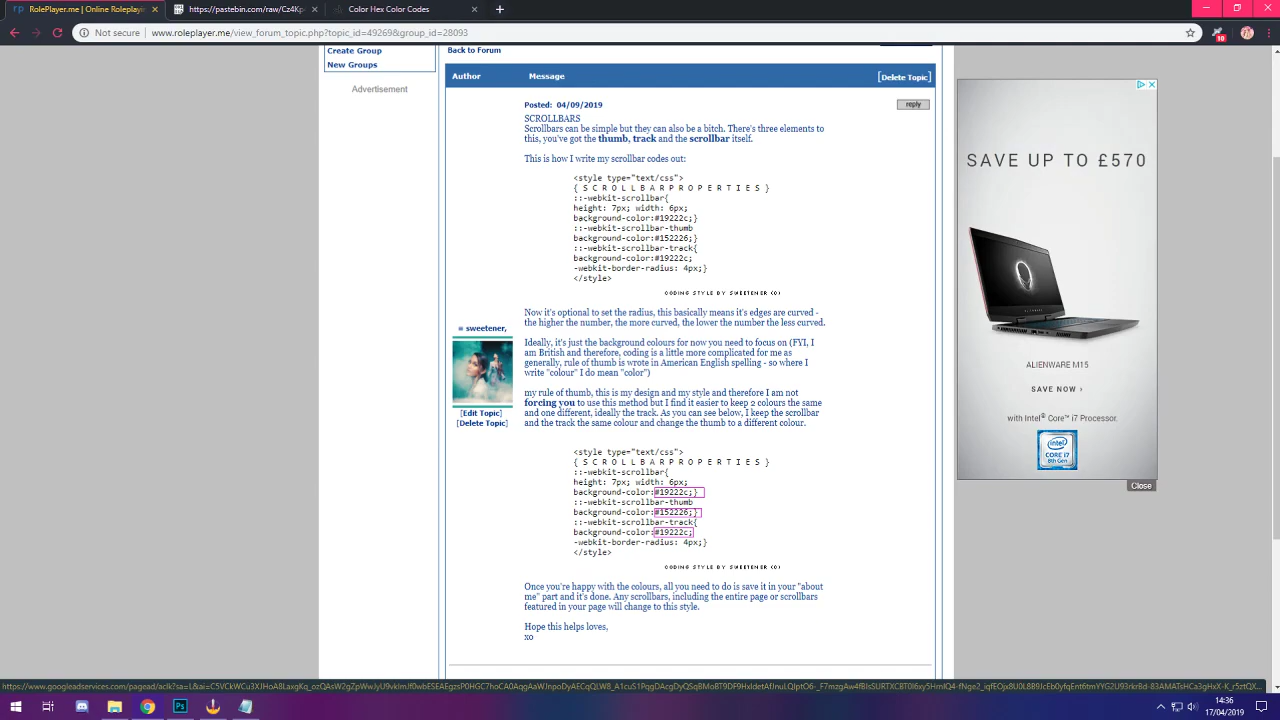 RolePlayer.me | Online Roleplay
https://pastebin.com/raw/Cz4Kp
Color Hex Color Codes
Not secure
www.roleplayer.me/view_forum_topic.php?topic_id=49269&group_id=28093
10
Create Group
New Groups
Advertisement
Back to Forum
Author
Message
[Delete Topic]
Posted: 04/09/2019
reply
SCROLLBARS
Scrollbars can be simple but they can also be a bitch. There's three elements to
this, you've got the thumb, track and the scrollbar itself.
This is how I write my scrollbar codes out:
<style type="text/css">
{ S C R O L L B A R P R O P E R T I E S }
::-webkit-scrollbar{
height: 7px; width: 6px;
background-color:#19222c;}
::-webkit-scrollbar-thumb
background-color:#152226;}
::-webkit-scrollbar-track{
background-color:#19222c;
-webkit-border-radius: 4px;}
</style>
CODING STYLE BY SWEETENER (O)
Now it's optional to set the radius, this basically means it's edges are curved -
the higher the number, the more curved, the lower the number the less curved.
= sweetener,
[Edit Topic]
[Delete Topic]
Ideally, it's just the background colours for now you need to focus on (FYI, I
am British and therefore, coding is a little more complicated for me as
generally, rule of thumb is wrote in American English spelling - so where I
write "colour" I do mean "color")
my rule of thumb, this is my design and my style and therefore I am not
forcing you to use this method but I find it easier to keep 2 colours the same
and one different, ideally the track. As you can see below, I keep the scrollbar
and the track the same colour and change the thumb to a different colour.
<style type="text/css">
{ S C R O L L B A R P R O P E R T I E S }
::-webkit-scrollbar{
height: 7px; width: 6px;
background-color:#19222c;}
::-webkit-scrollbar-thumb
background-color:#152226;}
::-webkit-scrollbar-track{
background-color:#19222c;
-webkit-border-radius: 4px;}
</style>
CODING STYLE BY SWEETENER (O)
Once you're happy with the colours, all you need to do is save it in your "about
me" part and it's done. Any scrollbars, including the entire page or scrollbars
featured in your page will change to this style.
Hope this helps loves,
xo
SAVE UP TO £570
ALIENWARE M15
SAVE NOW ›
with Intel® Core™ i7 Processor.
intel
CORE i7
8th Gen
Close
Ps
14:36
17/04/2019